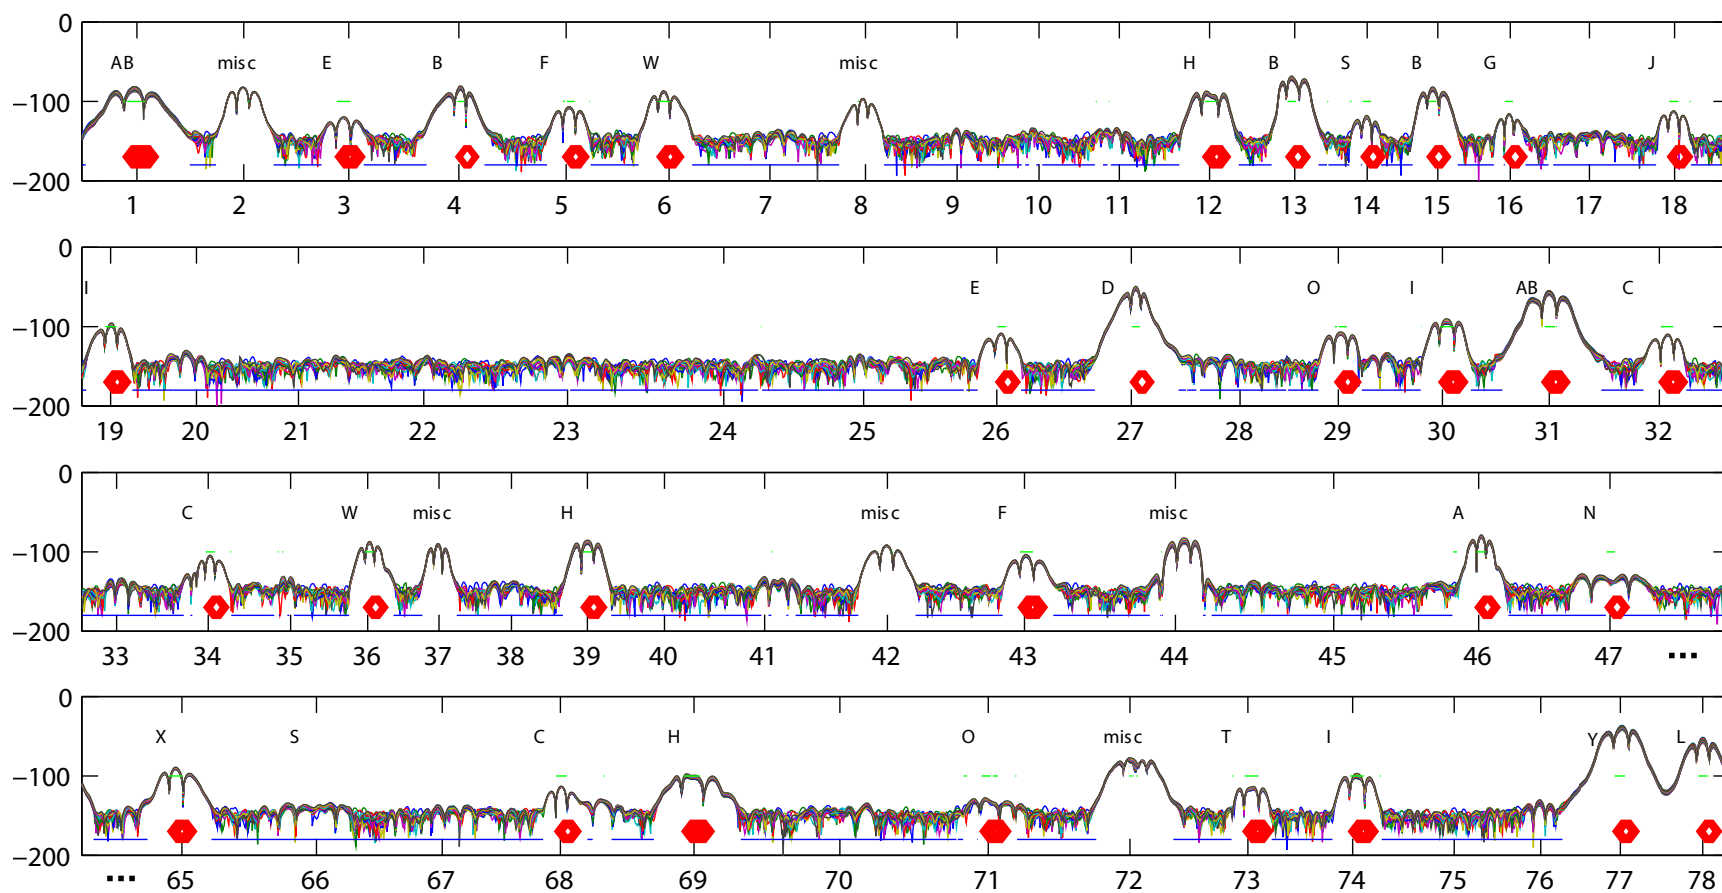 0
AB misc E B F W misc H B S B G J
−100
−200
1 2 3 4 5 6 7 8 9 10 11 12 13 14 15 16 17 18
0
I E D O I AB C
−100
−200
19 20 21 22 23 24 25 26 27 28 29 30 31 32
0
C W misc H misc F misc A N
−100
−200
33 34 35 36 37 38 39 40 41 42 43 44 45 46 47 ...
0
X S C H O misc T I Y L
−100
−200
... 65 66 67 68 69 70 71 72 73 74 75 76 77 78